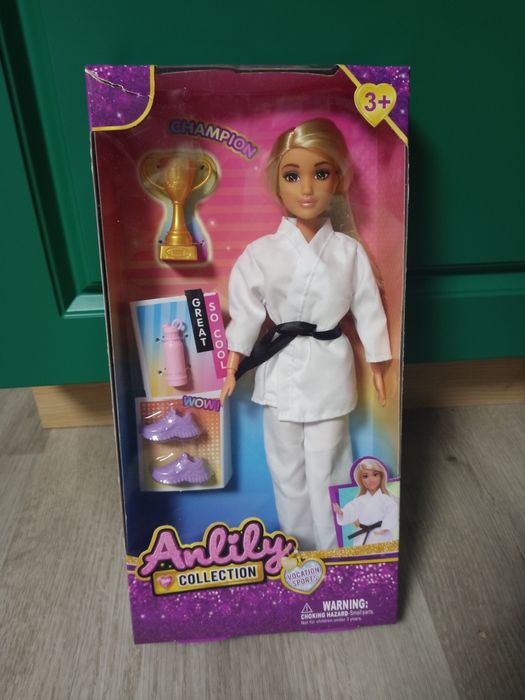 3+
CHAMPION
GREAT
SO COOL
WOW!
Anlily
COLLECTION
VOCATION
SPORTS
WARNING:
CHOKING HAZARD-Small parts.
Not for children under 3 years.